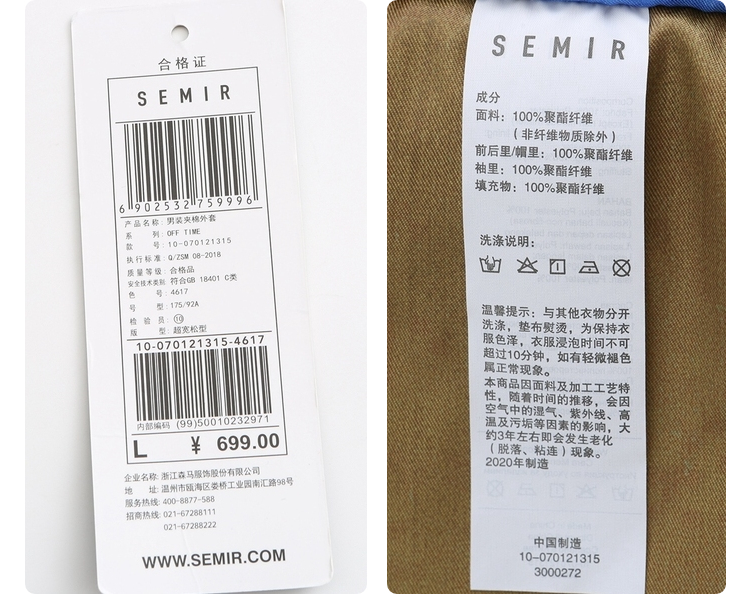 合格证
SEMIR
6902532759996
产品名称: 男装夹棉外套
系 列: OFF TIME
款 号: 10-070121315
执行标准: Q/ZSM 08-2018
质量等级: 合格品
安全技术类别: 符合GB 18401 C类
色 号: 4617
号 型: 175/92A
检 验 员: ⑩
版 型: 超宽松型
10-070121315-4617
内部编码 (99)50010232971
L ¥ 699.00
企业名称: 浙江森马服饰股份有限公司
地 址: 温州市瓯海区娄桥工业园南汇路98号
服务热线: 400-8877-588
招商热线: 021-67288111
021-67288222
WWW.SEMIR.COM
SEMIR
成分
面料: 100%聚酯纤维
(非纤维物质除外)
前后里/帽里: 100%聚酯纤维
袖里: 100%聚酯纤维
填充物: 100%聚酯纤维
洗涤说明:
温馨提示: 与其他衣物分开
洗涤, 垫布熨烫, 为保持衣
服色泽, 衣服浸泡时间不可
超过10分钟, 如有轻微褪色
属正常现象。
本商品因面料及加工工艺特
性, 随着时间的推移, 会因
空气中的湿气、紫外线、高
温及污垢等因素的影响, 大
约3年左右即会发生老化
(脱落、粘连) 现象。
2020年制造
中国制造
10-070121315
3000272